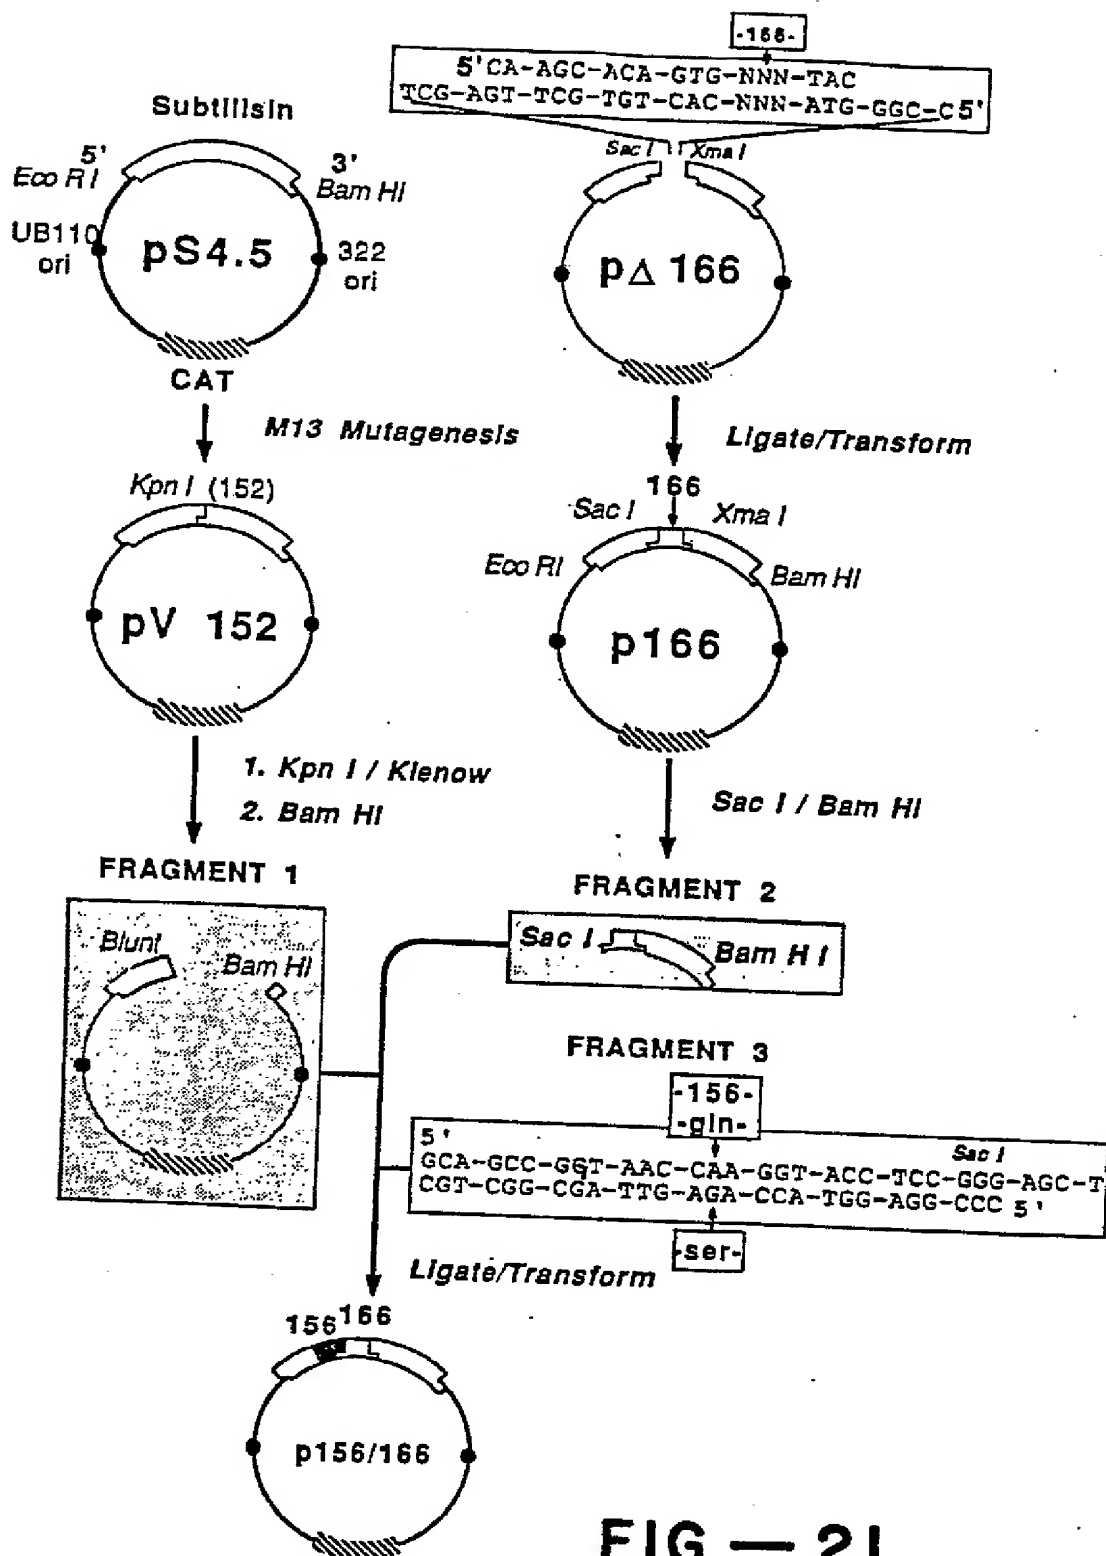 -166-
5'CA-AGC-ACA-GTG-NNN-TAC
TCG-AGT-TCG-TGT-CAC-NNN-ATG-GGC-C5'
Subtilisin
5'
Eco RI
3'
Bam HI
UB110
ori
pS4.5
322
ori
CAT
Sac I
Xma I
pΔ 166
M13 Mutagenesis
Ligate/Transform
Kpn I (152)
pV 152
166
Sac I
Xma I
Eco RI
Bam HI
p166
1. Kpn I / Klenow
2. Bam HI
Sac I / Bam HI
FRAGMENT 1
Blunt
Bam HI
FRAGMENT 2
Sac I
Bam H I
FRAGMENT 3
-156-
-gln-
5'
Sac I
GCA-GCC-GGT-AAC-CAA-GGT-ACC-TCC-GGG-AGC-T
CGT-CGG-CGA-TTG-AGA-CCA-TGG-AGG-CCC 5'
-ser-
Ligate/Transform
156
166
p156/166
FIG — 21